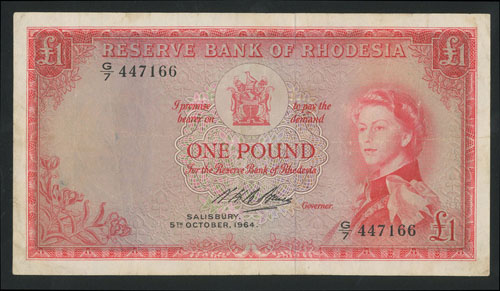 £1 RESERVE BANK OF RHODESIA £1
G/7 447166
I promise to pay the
bearer on demand
ONE POUND
for the Reserve Bank of Rhodesia
Governor.
SALISBURY.
5TH OCTOBER, 1964.
G/7 447166
£1